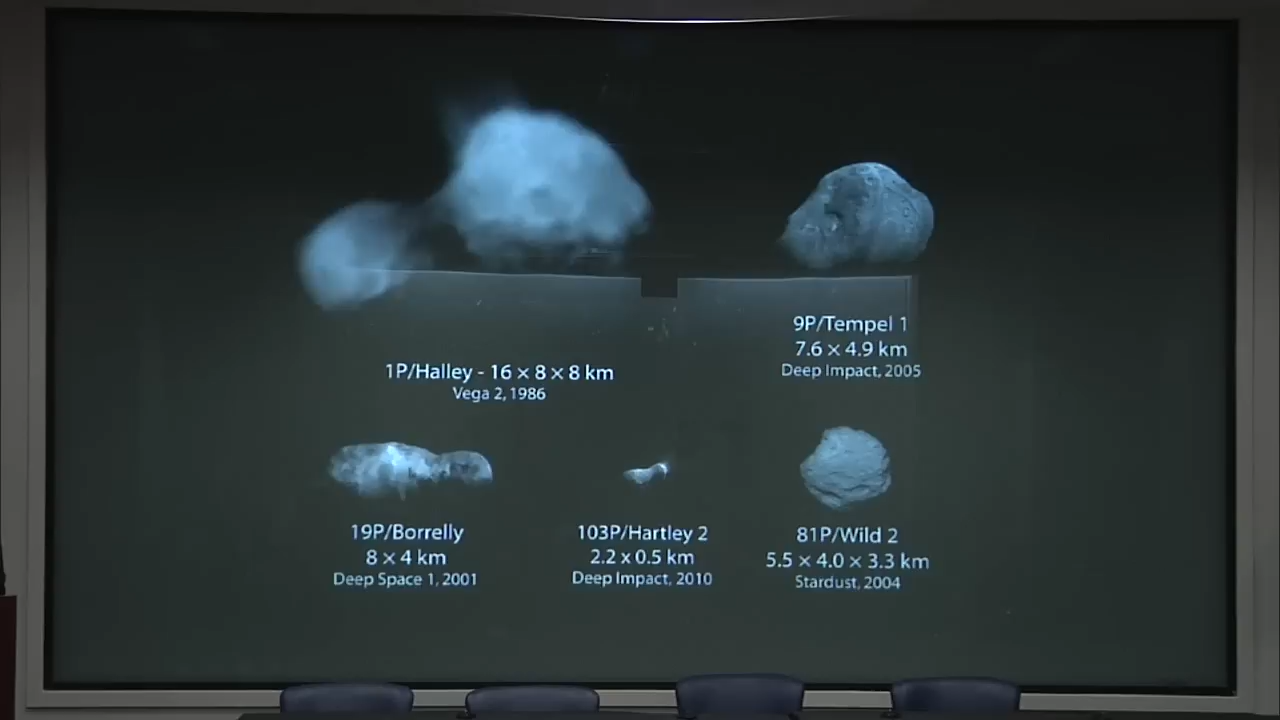 1P/Halley - 16 × 8 × 8 km
Vega 2, 1986
9P/Tempel 1
7.6 × 4.9 km
Deep Impact, 2005
19P/Borrelly
8 × 4 km
Deep Space 1, 2001
103P/Hartley 2
2.2 x 0.5 km
Deep Impact, 2010
81P/Wild 2
5.5 × 4.0 × 3.3 km
Stardust, 2004